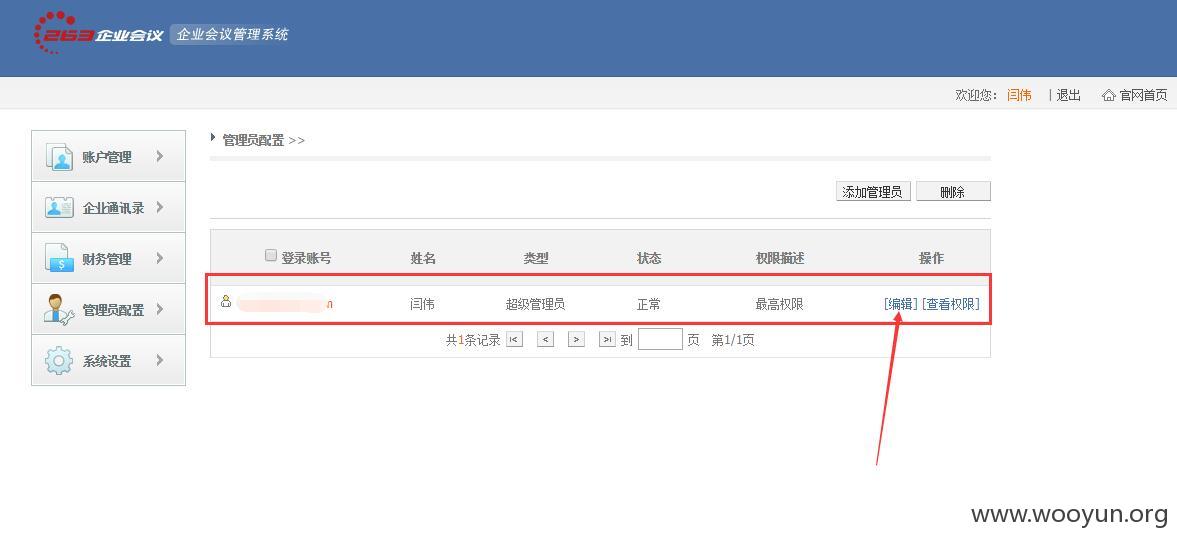 263企业会议 企业会议管理系统
欢迎您： 闫伟 | 退出 官网首页
账户管理
企业通讯录
财务管理
管理员配置
系统设置
管理员配置 >>
添加管理员 删除
登录账号 姓名 类型 状态 权限描述 操作
闫伟 超级管理员 正常 最高权限 [编辑] [查看权限]
共1条记录 |< < > >| 到 页 第1/1页
www.wooyun.org